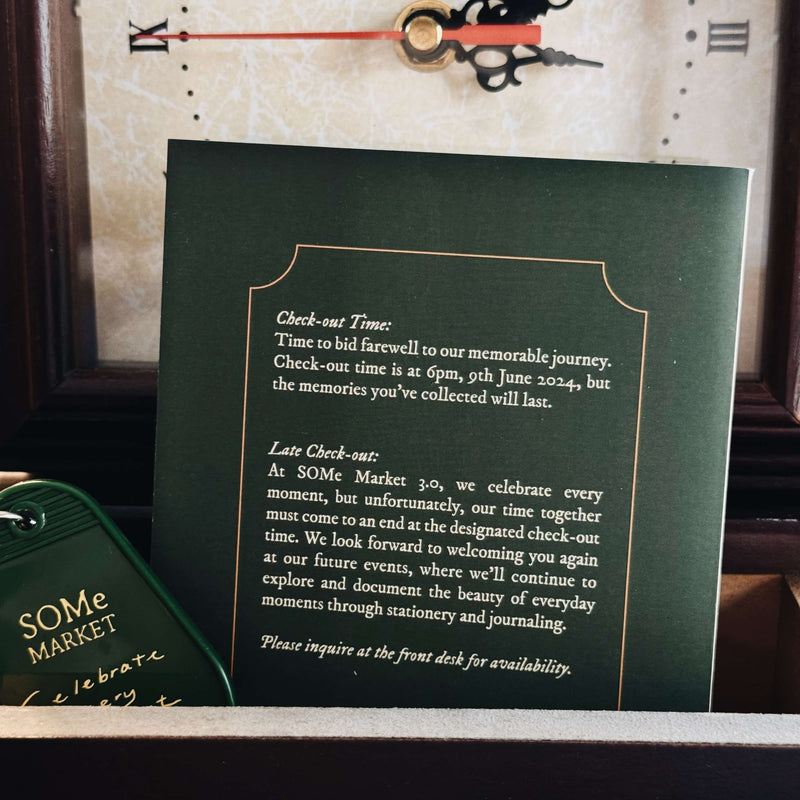 IX
III
Check-out Time:
Time to bid farewell to our memorable journey.
Check-out time is at 6pm, 9th June 2024, but
the memories you've collected will last.
Late Check-out:
At SOMe Market 3.0, we celebrate every
moment, but unfortunately, our time together
must come to an end at the designated check-out
time. We look forward to welcoming you again
at our future events, where we'll continue to
explore and document the beauty of everyday
moments through stationery and journaling.
Please inquire at the front desk for availability.
SOMe
MARKET
Celebrate